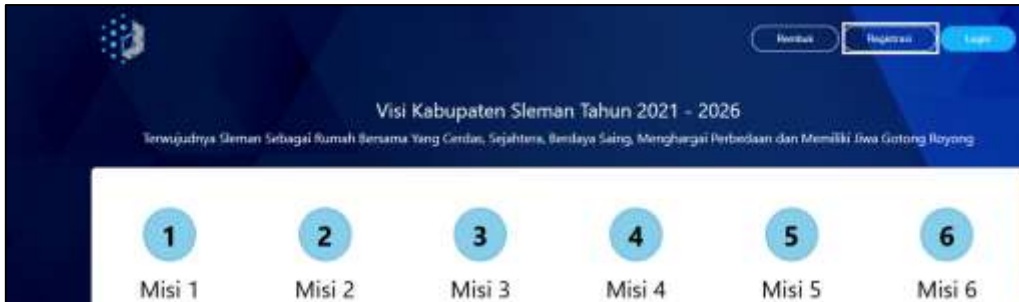 Rembuk
Registrasi
Login
Visi Kabupaten Sleman Tahun 2021 - 2026
Terwujudnya Sleman Sebagai Rumah Bersama Yang Cerdas, Sejahtera, Berdaya Saing, Menghargai Perbedaan dan Memiliki Jiwa Gotong Royong
1 2 3 4 5 6
Misi 1 Misi 2 Misi 3 Misi 4 Misi 5 Misi 6